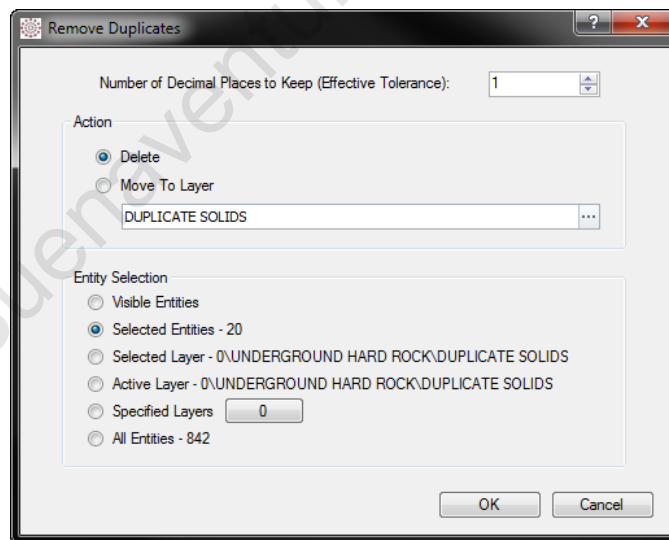 Remove Duplicates
Number of Decimal Places to Keep (Effective Tolerance): 1
Action
Delete
Move To Layer
DUPLICATE SOLIDS ...
Entity Selection
Visible Entities
Selected Entities - 20
Selected Layer - 0\UNDERGROUND HARD ROCK\DUPLICATE SOLIDS
Active Layer - 0\UNDERGROUND HARD ROCK\DUPLICATE SOLIDS
Specified Layers 0
All Entities - 842
OK Cancel